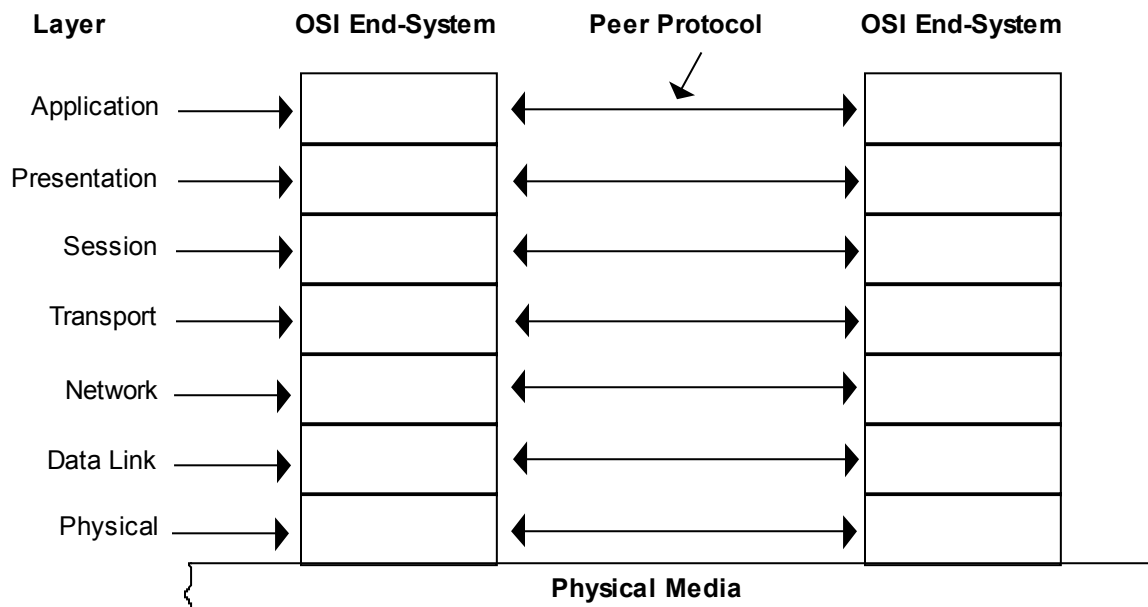 Layer OSI End-System Peer Protocol OSI End-System
Application
Presentation
Session
Transport
Network
Data Link
Physical
Physical Media